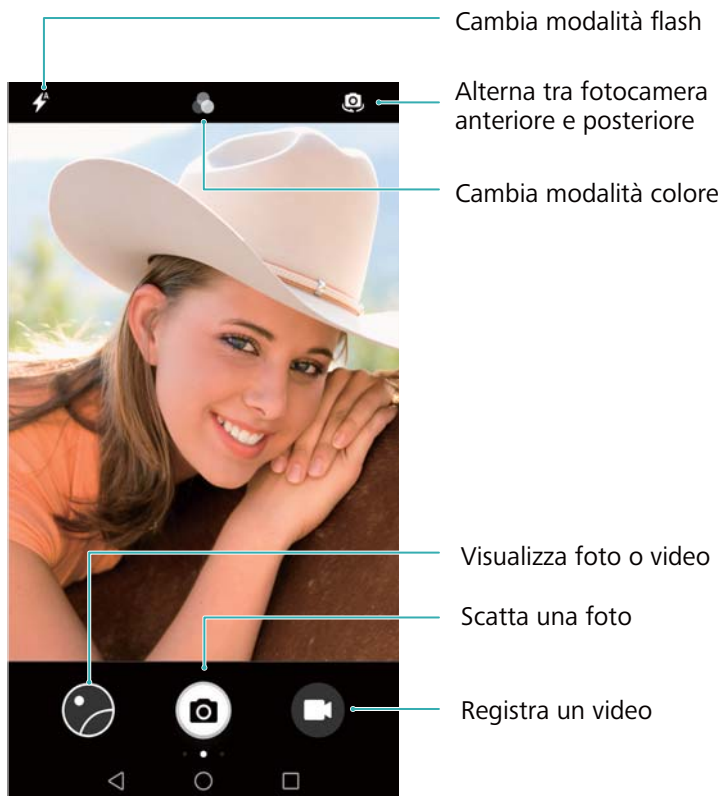 Cambia modalità flash
Alterna tra fotocamera
anteriore e posteriore
Cambia modalità colore
Visualizza foto o video
Scatta una foto
Registra un video